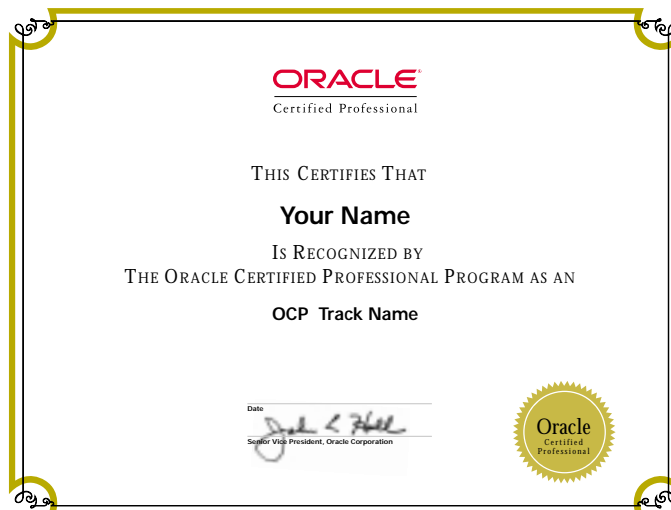 ORACLE®
Certified Professional
THIS CERTIFIES THAT
Your Name
IS RECOGNIZED BY
THE ORACLE CERTIFIED PROFESSIONAL PROGRAM AS AN
OCP Track Name
Date
Senior Vice President, Oracle Corporation
Oracle
Certified
Professional